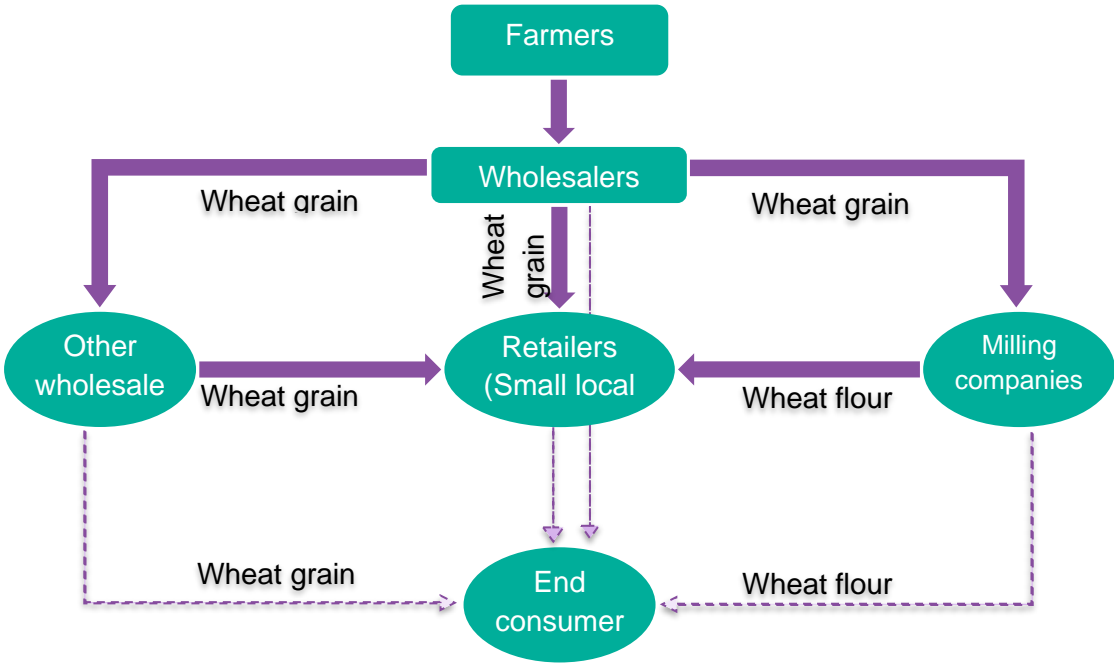 Farmers
Wholesalers
Wheat grain
Wheat
grain
Wheat grain
Other
wholesale
Retailers
(Small local
Milling
companies
Wheat grain
Wheat flour
Wheat grain
Wheat flour
End
consumer